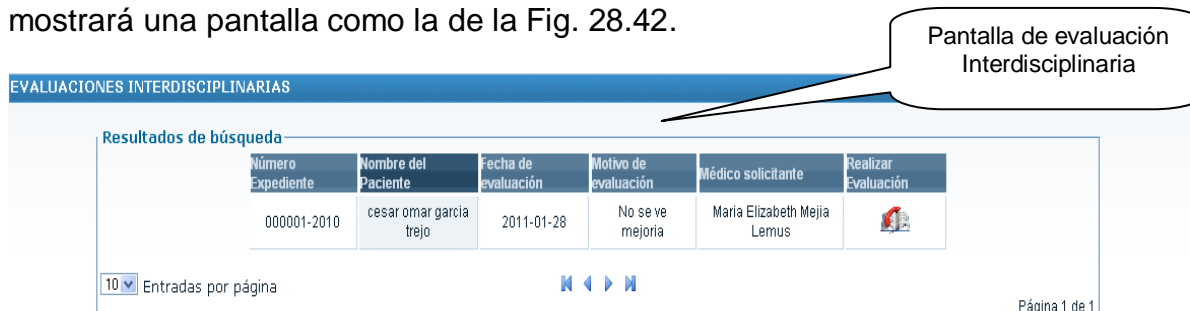 mostrará una pantalla como la de la Fig. 28.42.
Pantalla de evaluación
Interdisciplinaria
EVALUACIONES INTERDISCIPLINARIAS
Resultados de búsqueda
Número Expediente Nombre del Paciente Fecha de evaluación Motivo de evaluación Médico solicitante Realizar Evaluación
000001-2010 cesar omar garcia trejo 2011-01-28 No se ve mejoria Maria Elizabeth Mejia Lemus
10 Entradas por página
Página 1 de 1